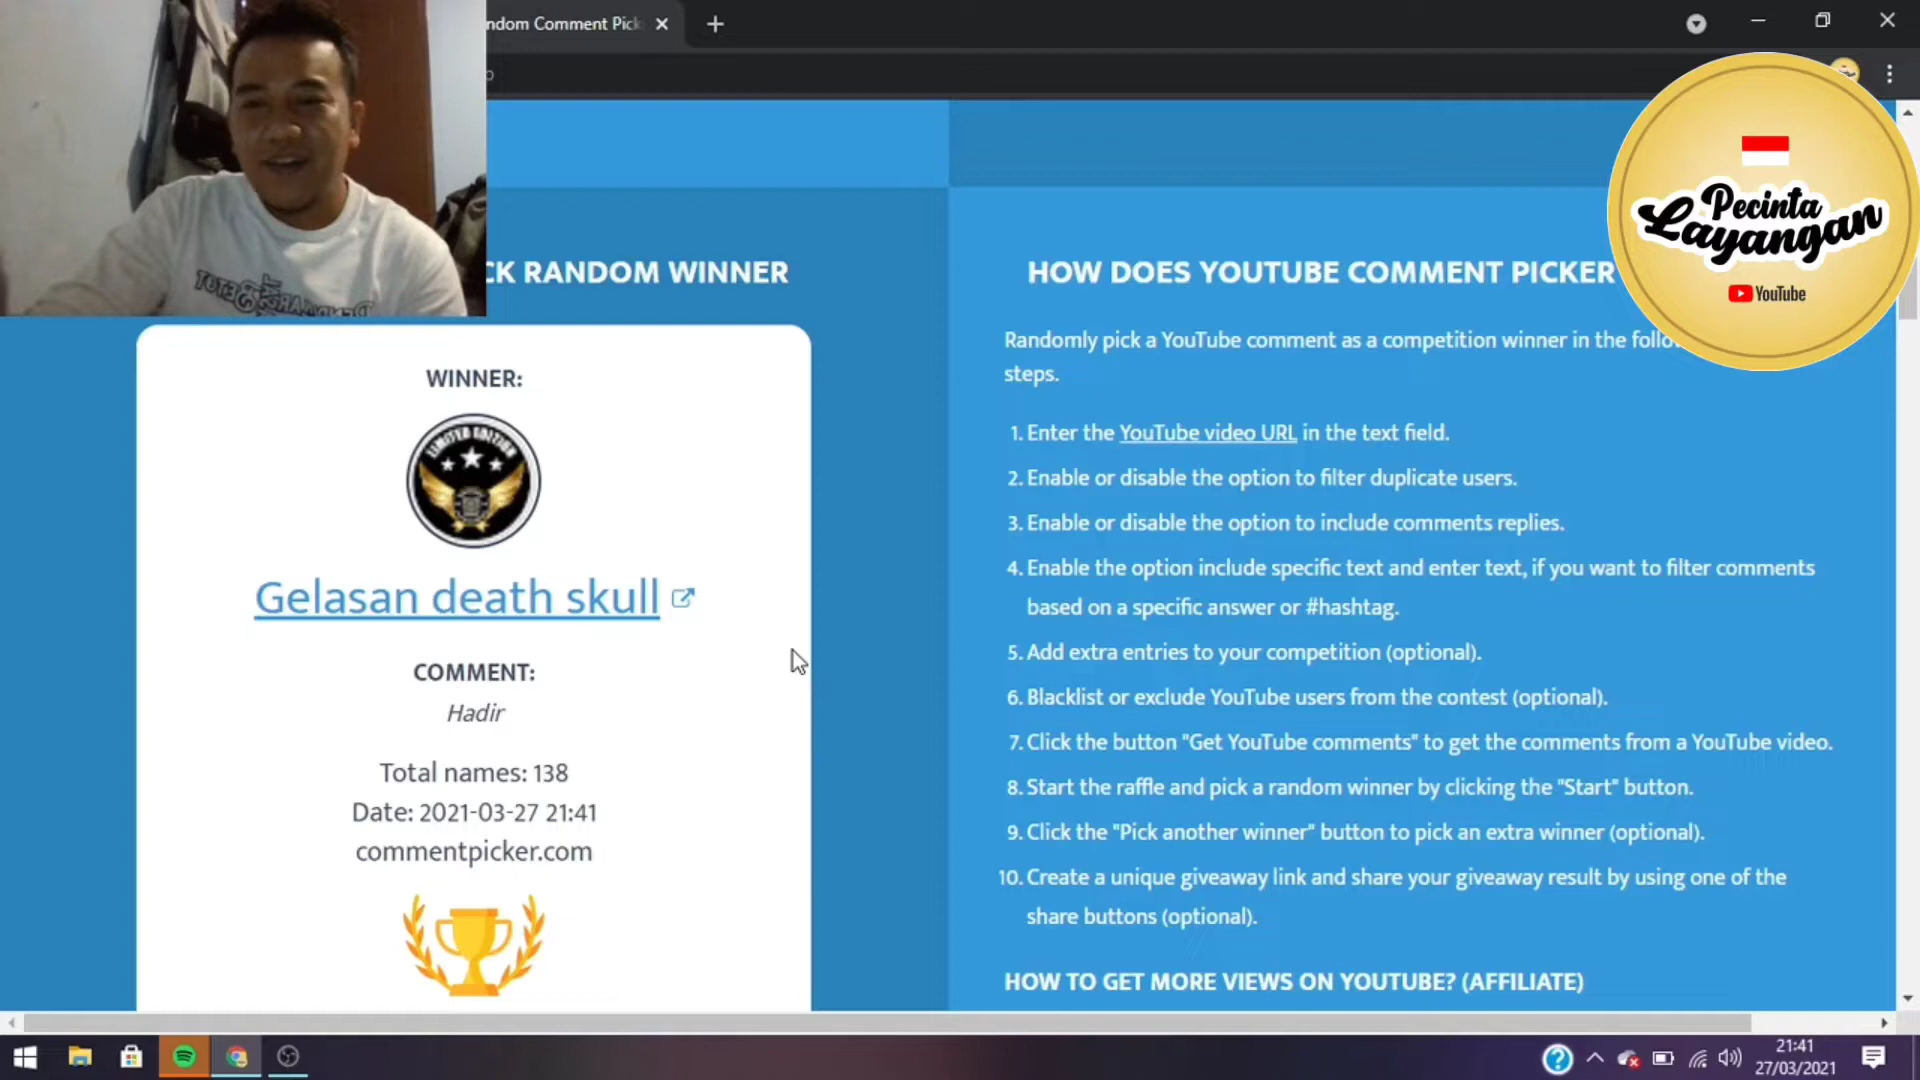 ndom Comment Pick
Pecinta
Layangan
YouTube
CK RANDOM WINNER
WINNER:
LIMITED EDITION
Gelasan death skull
COMMENT:
Hadir
Total names: 138
Date: 2021-03-27 21:41
commentpicker.com
HOW DOES YOUTUBE COMMENT PICKER
Randomly pick a YouTube comment as a competition winner in the follo
steps.
1. Enter the YouTube video URL in the text field.
2. Enable or disable the option to filter duplicate users.
3. Enable or disable the option to include comments replies.
4. Enable the option include specific text and enter text, if you want to filter comments
based on a specific answer or #hashtag.
5. Add extra entries to your competition (optional).
6. Blacklist or exclude YouTube users from the contest (optional).
7. Click the button "Get YouTube comments" to get the comments from a YouTube video.
8. Start the raffle and pick a random winner by clicking the "Start" button.
9. Click the "Pick another winner" button to pick an extra winner (optional).
10. Create a unique giveaway link and share your giveaway result by using one of the
share buttons (optional).
HOW TO GET MORE VIEWS ON YOUTUBE? (AFFILIATE)
21:41
27/03/2021